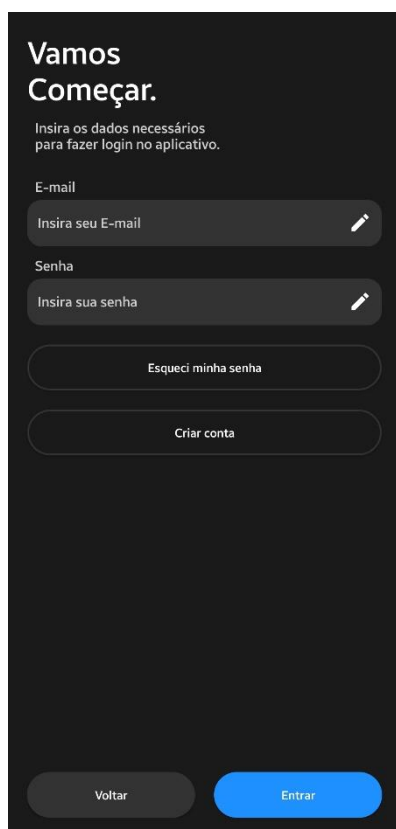 Vamos
Começar.
Insira os dados necessários
para fazer login no aplicativo.
E-mail
Insira seu E-mail
Senha
Insira sua senha
Esqueci minha senha
Criar conta
Voltar
Entrar